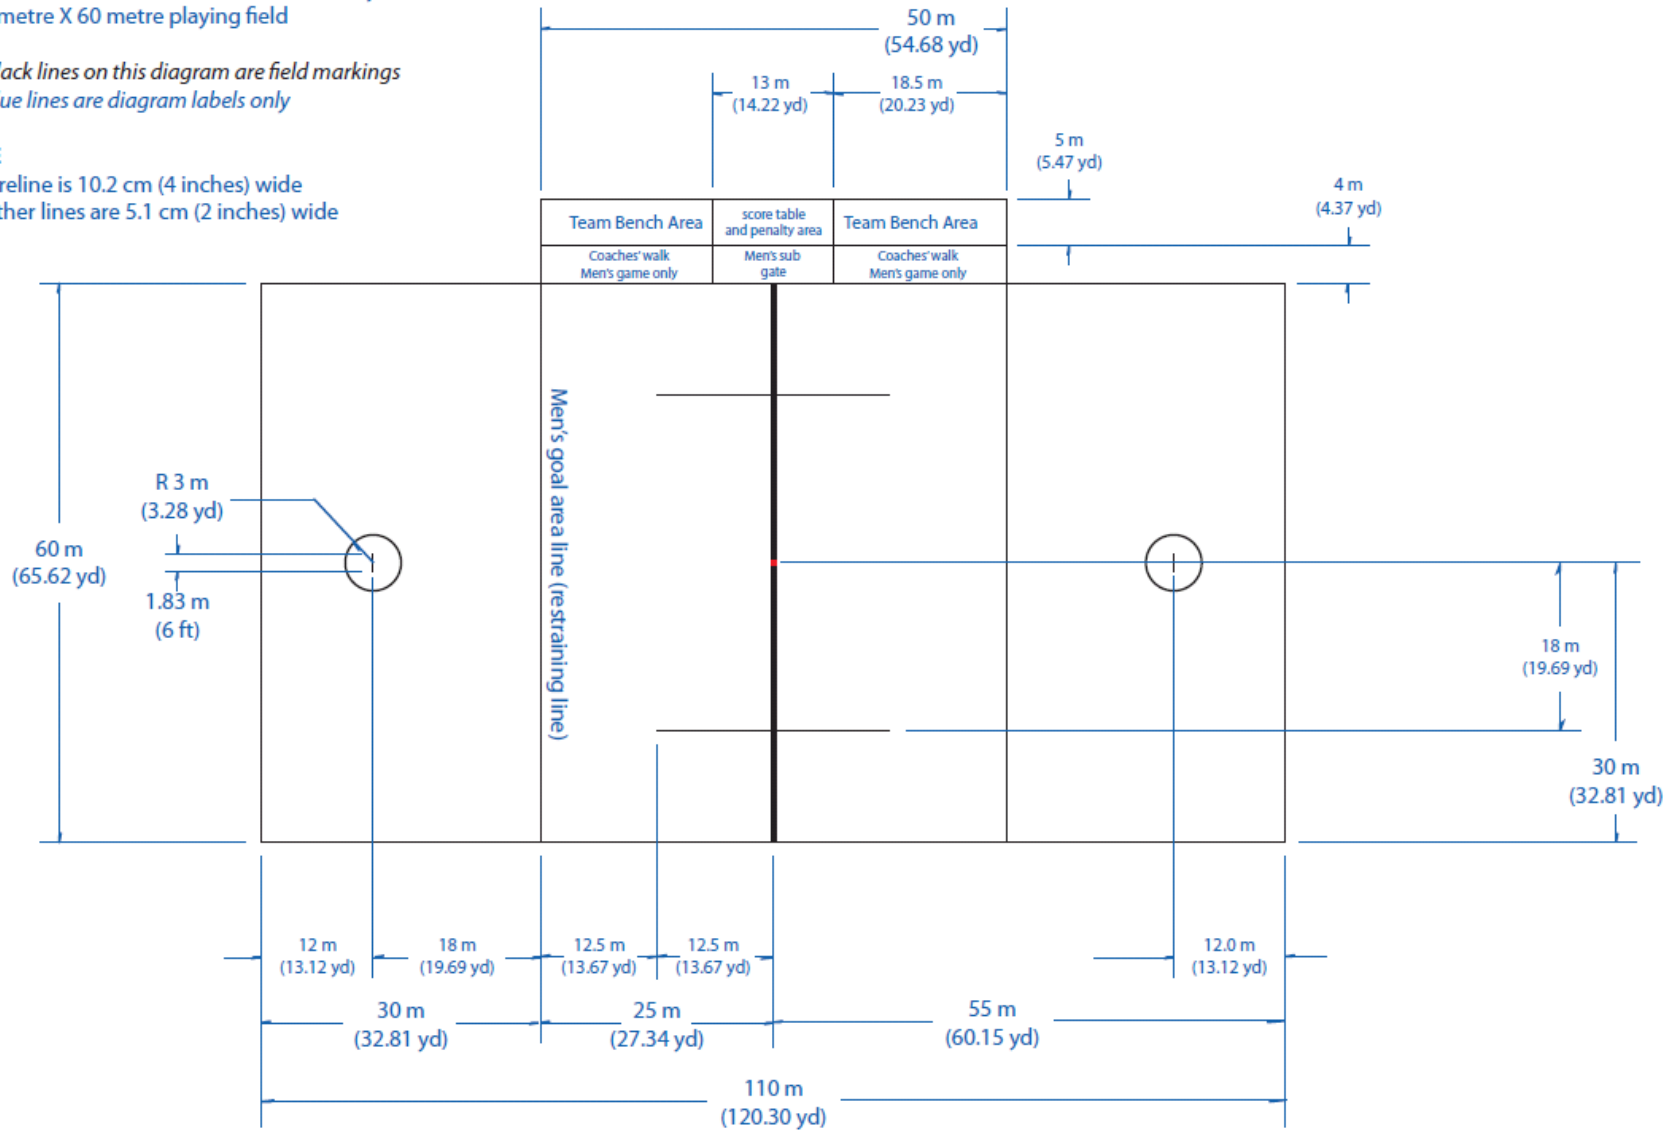 metre X 60 metre playing field
lack lines on this diagram are field markings
lue lines are diagram labels only
reline is 10.2 cm (4 inches) wide
ther lines are 5.1 cm (2 inches) wide
50 m
(54.68 yd)
13 m
(14.22 yd)
18.5 m
(20.23 yd)
5 m
(5.47 yd)
4 m
(4.37 yd)
Team Bench Area
score table
and penalty area
Team Bench Area
Coaches' walk
Men's game only
Men's sub
gate
Coaches' walk
Men's game only
Men's goal area line (restraining line)
R 3 m
(3.28 yd)
60 m
(65.62 yd)
1.83 m
(6 ft)
18 m
(19.69 yd)
30 m
(32.81 yd)
12 m
(13.12 yd)
18 m
(19.69 yd)
12.5 m
(13.67 yd)
12.5 m
(13.67 yd)
12.0 m
(13.12 yd)
30 m
(32.81 yd)
25 m
(27.34 yd)
55 m
(60.15 yd)
110 m
(120.30 yd)